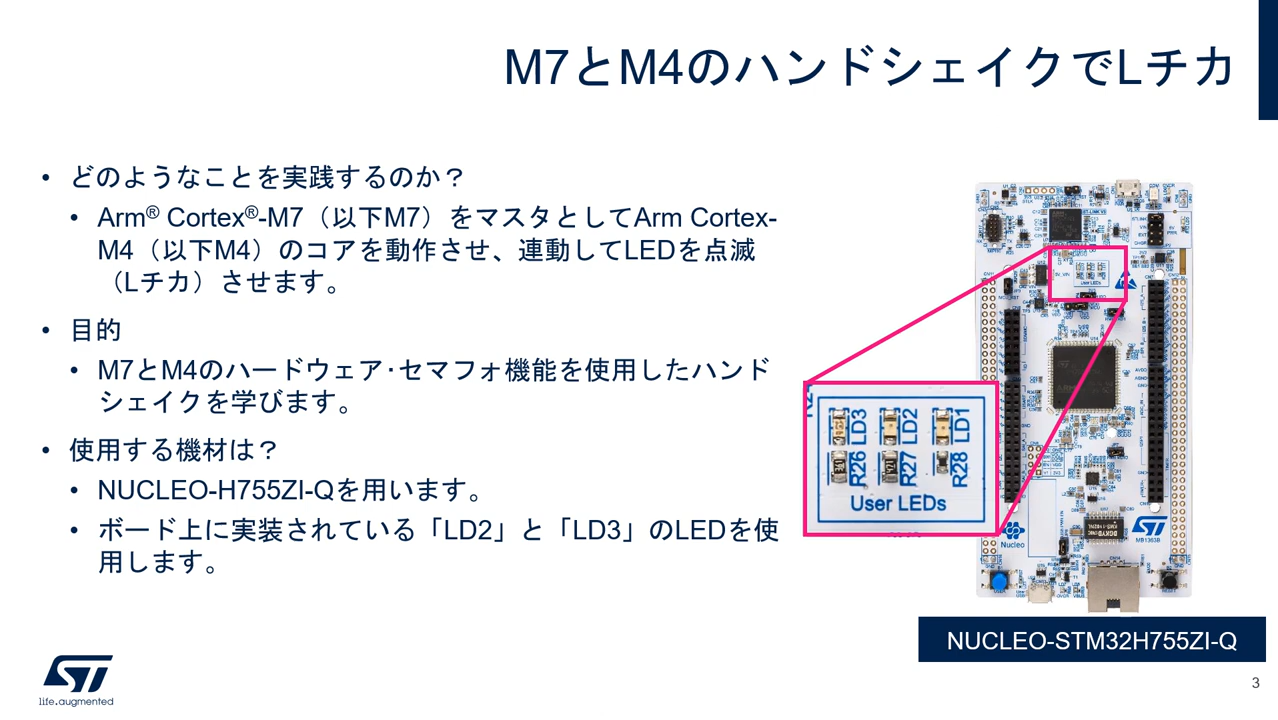 M7とM4のハンドシェイクでLチカ
• どのようなことを実践するのか？
• Arm® Cortex®-M7（以下M7）をマスタとしてArm Cortex-
M4（以下M4）のコアを動作させ、連動してLEDを点滅
（Lチカ）させます。
• 目的
• M7とM4のハードウェア･セマフォ機能を使用したハンド
シェイクを学びます。
• 使用する機材は？
• NUCLEO-H755ZI-Qを用います。
• ボード上に実装されている「LD2」と「LD3」のLEDを使
用します。
LD3
LD2
LD1
R26
R27
R28
User LEDs
Nucleo
MB1363B
NUCLEO-STM32H755ZI-Q
ST
life.augmented
3